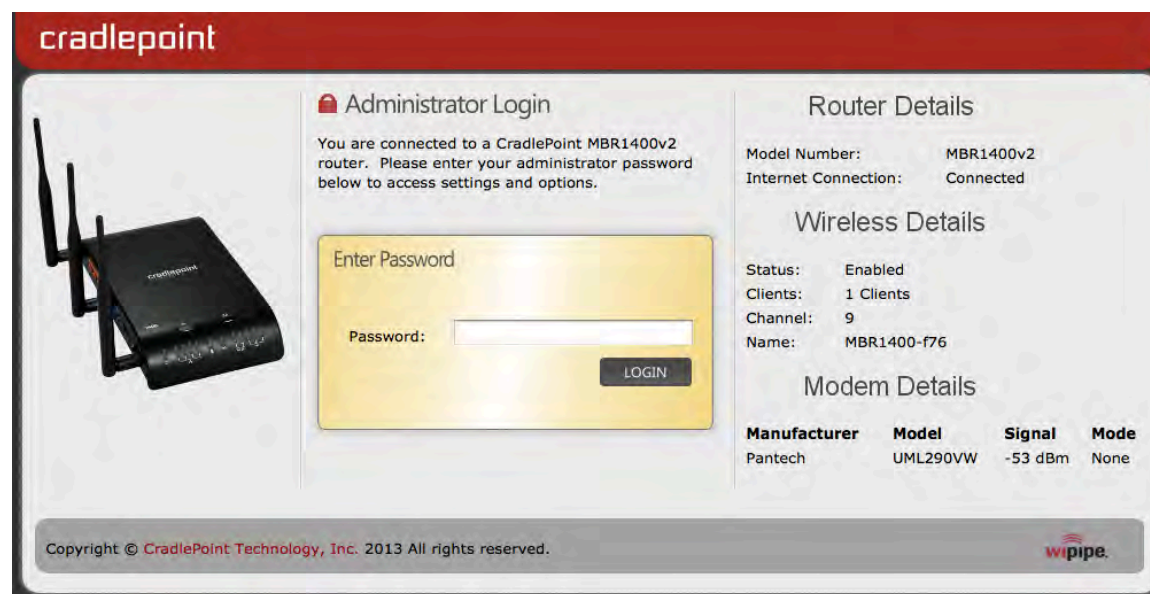 cradlepoint
Administrator Login
You are connected to a CradlePoint MBR1400v2
router. Please enter your administrator password
below to access settings and options.
Enter Password
Password:
LOGIN
cradlepoint
Router Details
Model Number: MBR1400v2
Internet Connection: Connected
Wireless Details
Status: Enabled
Clients: 1 Clients
Channel: 9
Name: MBR1400-f76
Modem Details
Manufacturer Model Signal Mode
Pantech UML290VW -53 dBm None
Copyright © CradlePoint Technology, Inc. 2013 All rights reserved.
wipipe.